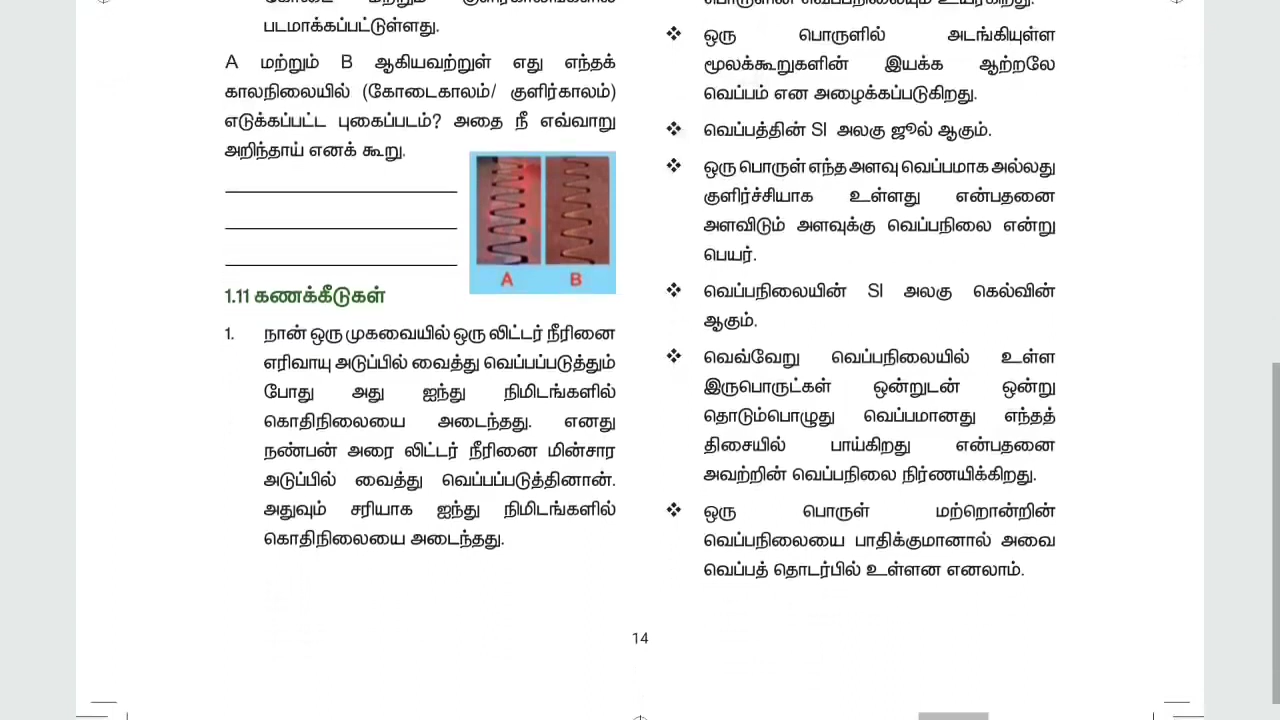 படமாக்கப்பட்டுள்ளது.
A மற்றும் B ஆகியவற்றுள் எது எந்தக்
காலநிலையில் (கோடைகாலம்/ குளிர்காலம்)
எடுக்கப்பட்ட புகைப்படம்? அதை நீ எவ்வாறு
அறிந்தாய் எனக் கூறு.
A B
1.11 கணக்கீடுகள்
1. நான் ஒரு முகவையில் ஒரு லிட்டர் நீரினை
எரிவாயு அடுப்பில் வைத்து வெப்பப்படுத்தும்
போது அது ஐந்து நிமிடங்களில்
கொதிநிலையை அடைந்தது. எனது
நண்பன் அரை லிட்டர் நீரினை மின்சார
அடுப்பில் வைத்து வெப்பப்படுத்தினான்.
அதுவும் சரியாக ஐந்து நிமிடங்களில்
கொதிநிலையை அடைந்தது.
❖ ஒரு பொருளில் அடங்கியுள்ள
மூலக்கூறுகளின் இயக்க ஆற்றலே
வெப்பம் என அழைக்கப்படுகிறது.
❖ வெப்பத்தின் SI அலகு ஜூல் ஆகும்.
❖ ஒரு பொருள் எந்த அளவு வெப்பமாக அல்லது
குளிர்ச்சியாக உள்ளது என்பதனை
அளவிடும் அளவுக்கு வெப்பநிலை என்று
பெயர்.
❖ வெப்பநிலையின் SI அலகு கெல்வின்
ஆகும்.
❖ வெவ்வேறு வெப்பநிலையில் உள்ள
இருபொருட்கள் ஒன்றுடன் ஒன்று
தொடும்பொழுது வெப்பமானது எந்தத்
திசையில் பாய்கிறது என்பதனை
அவற்றின் வெப்பநிலை நிர்ணயிக்கிறது.
❖ ஒரு பொருள் மற்றொன்றின்
வெப்பநிலையை பாதிக்குமானால் அவை
வெப்பத் தொடர்பில் உள்ளன எனலாம்.
14